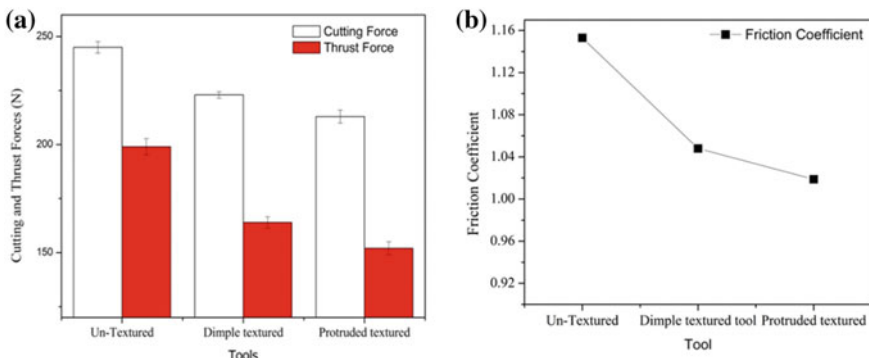 (a)
Cutting Force
Thrust Force
Cutting and Thrust Forces (N)
250
200
150
Un-Textured
Dimple textured
Protruded textured
Tools
(b)
Friction Coefficient
Friction Coefficient
1.16
1.12
1.08
1.04
1.00
0.96
0.92
Un-Textured
Dimple textured tool
Protruded textured
Tool